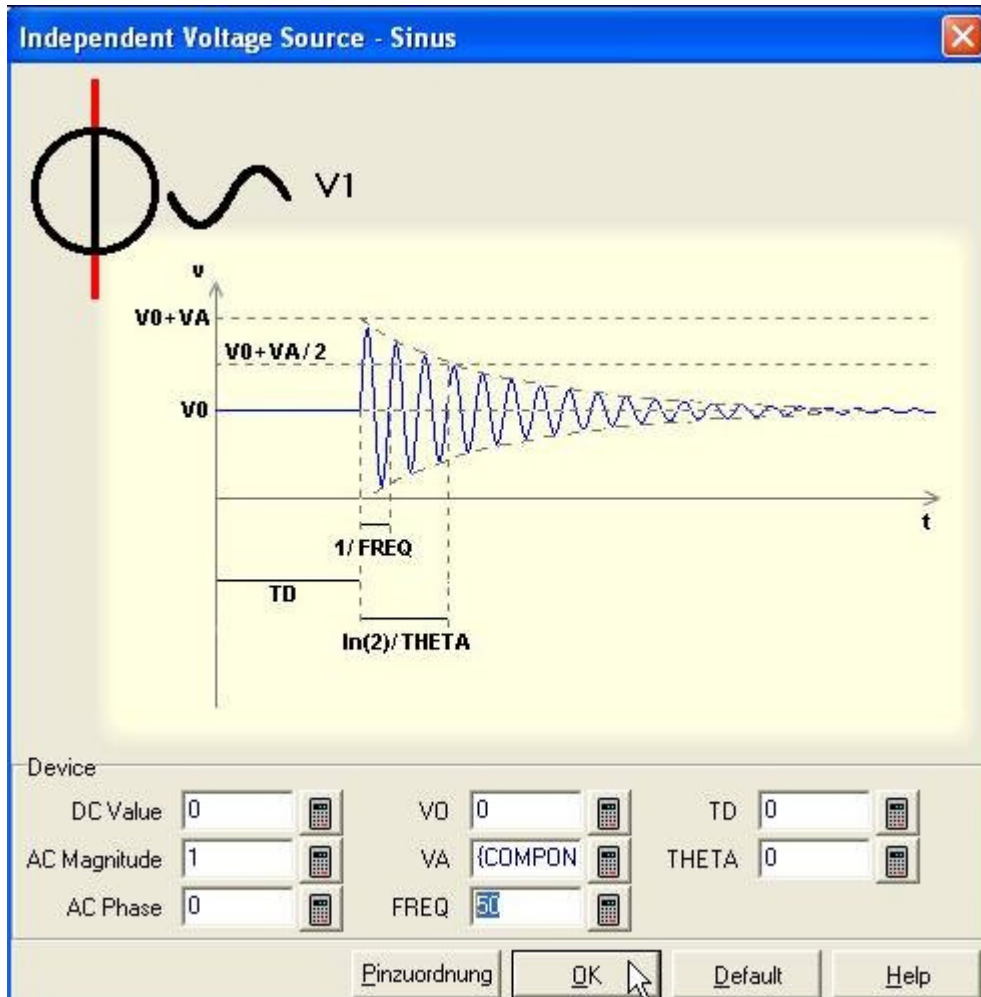 Independent Voltage Source - Sinus
V1
v
V0+VA
V0+VA/2
V0
t
1/FREQ
TD
ln(2)/THETA
Device
DC Value 0 VO 0 TD 0
AC Magnitude 1 VA {COMPON THETA 0
AC Phase 0 FREQ 50
Pinzuordnung OK Default Help